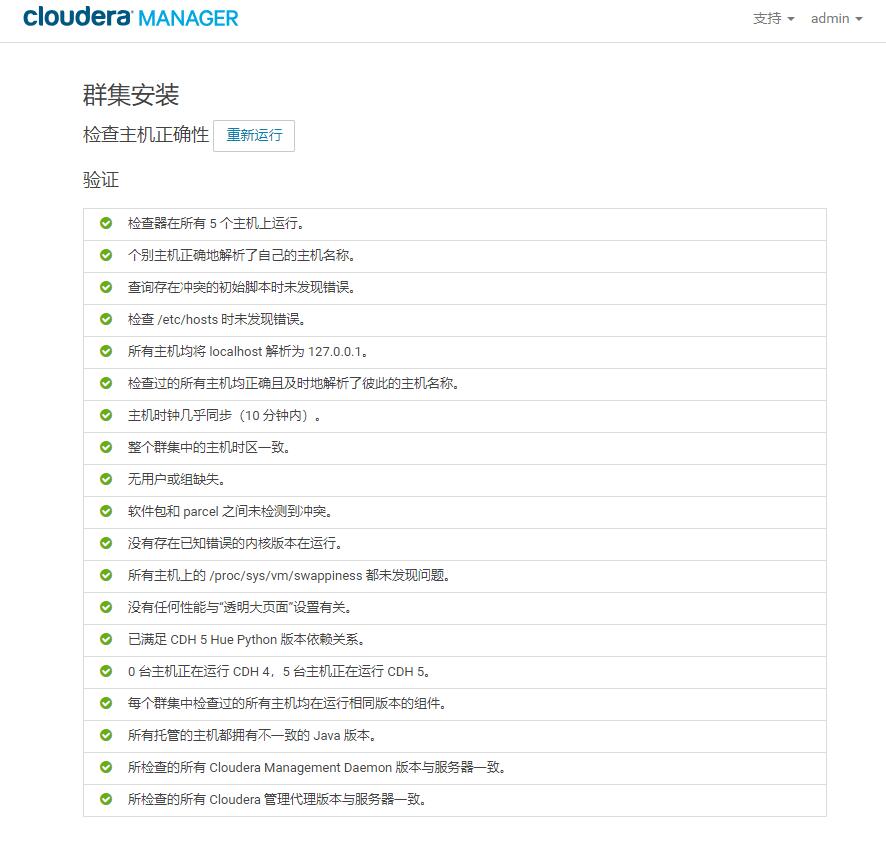 cloudera MANAGER
支持 admin
群集安装
检查主机正确性 重新运行
验证
检查器在所有 5 个主机上运行。
个别主机正确地解析了自己的主机名称。
查询存在冲突的初始脚本时未发现错误。
检查 /etc/hosts 时未发现错误。
所有主机均将 localhost 解析为 127.0.0.1。
检查过的所有主机均正确且及时地解析了彼此的主机名称。
主机时钟几乎同步（10 分钟内）。
整个群集中的主机时区一致。
无用户或组缺失。
软件包和 parcel 之间未检测到冲突。
没有存在已知错误的内核版本在运行。
所有主机上的 /proc/sys/vm/swappiness 都未发现问题。
没有任何性能与“透明大页面”设置有关。
已满足 CDH 5 Hue Python 版本依赖关系。
0 台主机正在运行 CDH 4，5 台主机正在运行 CDH 5。
每个群集中检查过的所有主机均在运行相同版本的组件。
所有托管的主机都拥有不一致的 Java 版本。
所检查的所有 Cloudera Management Daemon 版本与服务器一致。
所检查的所有 Cloudera 管理代理版本与服务器一致。